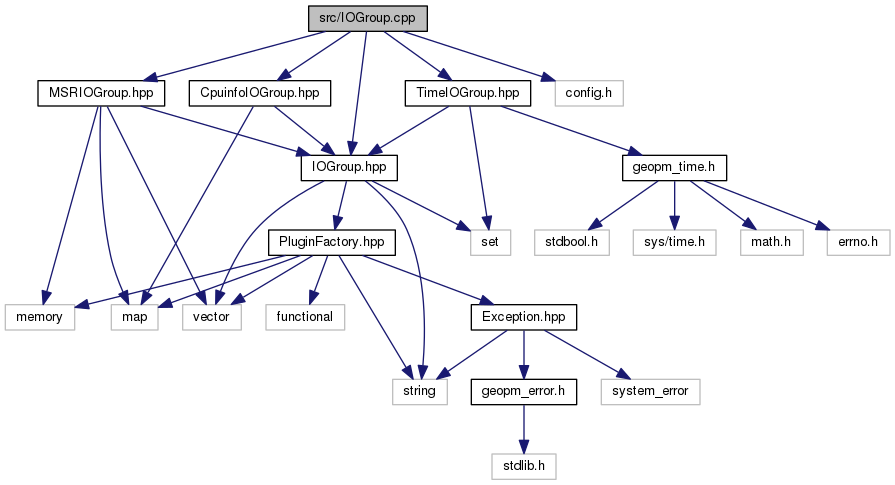 src/IOGroup.cpp
MSRIOGroup.hpp
CpuinfoIOGroup.hpp
TimeIOGroup.hpp
config.h
IOGroup.hpp
geopm_time.h
PluginFactory.hpp
set
stdbool.h
sys/time.h
math.h
errno.h
memory
map
vector
functional
Exception.hpp
string
geopm_error.h
system_error
stdlib.h